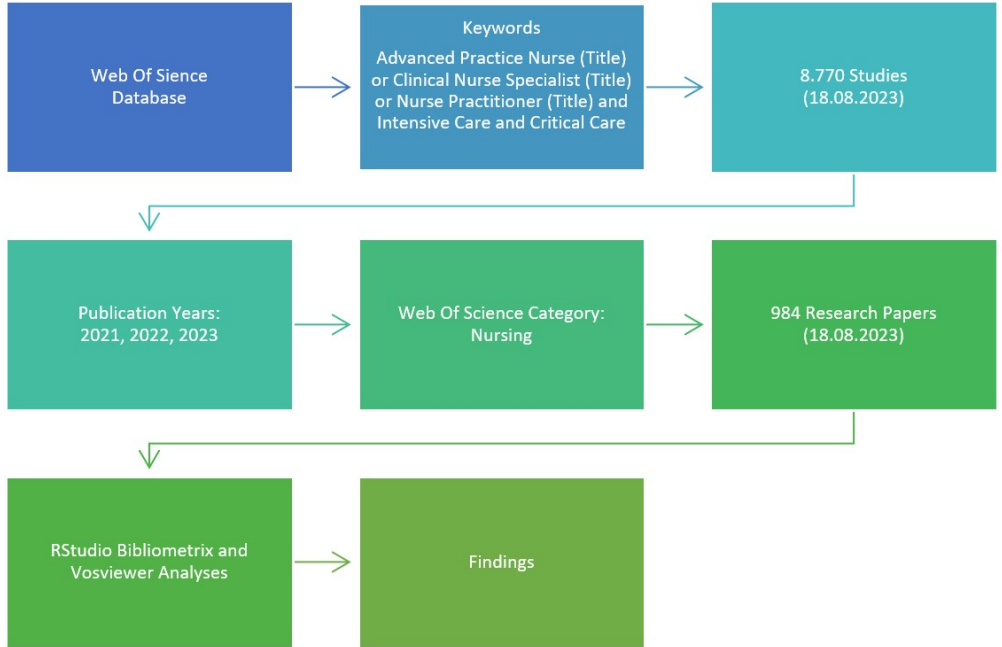 Web Of Sience
Database
Keywords
Advanced Practice Nurse (Title)
or Clinical Nurse Specialist (Title)
or Nurse Practitioner (Title) and
Intensive Care and Critical Care
8.770 Studies
(18.08.2023)
Publication Years:
2021, 2022, 2023
Web Of Science Category:
Nursing
984 Research Papers
(18.08.2023)
RStudio Bibliometrix and
Vosviewer Analyses
Findings